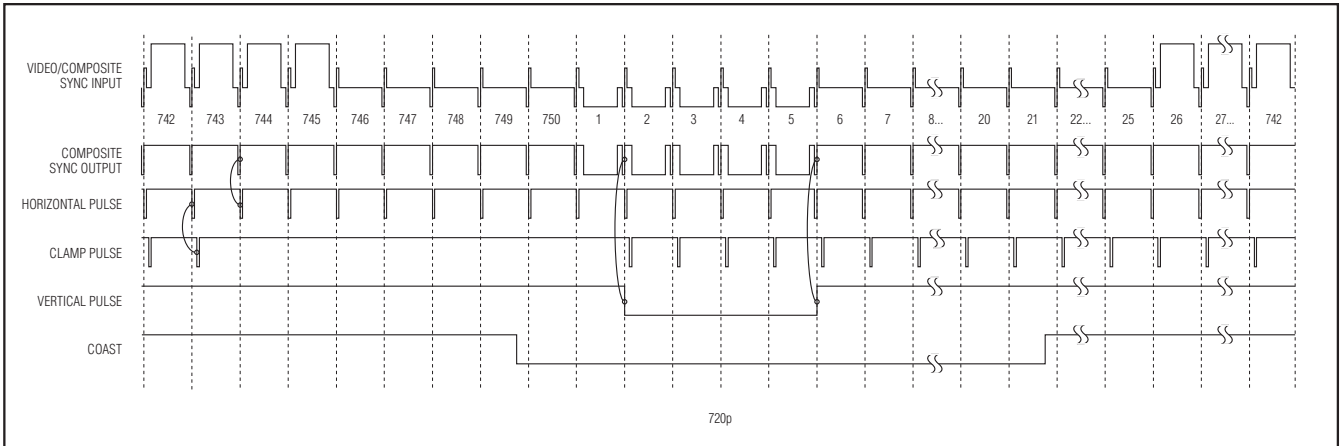 VIDEO/COMPOSITE
SYNC INPUT
742 743 744 745 746 747 748 749 750 1 2 3 4 5 6 7 8... 20 21 22... 25 26 27... 742
COMPOSITE
SYNC OUTPUT
HORIZONTAL PULSE
CLAMP PULSE
VERTICAL PULSE
COAST
720p